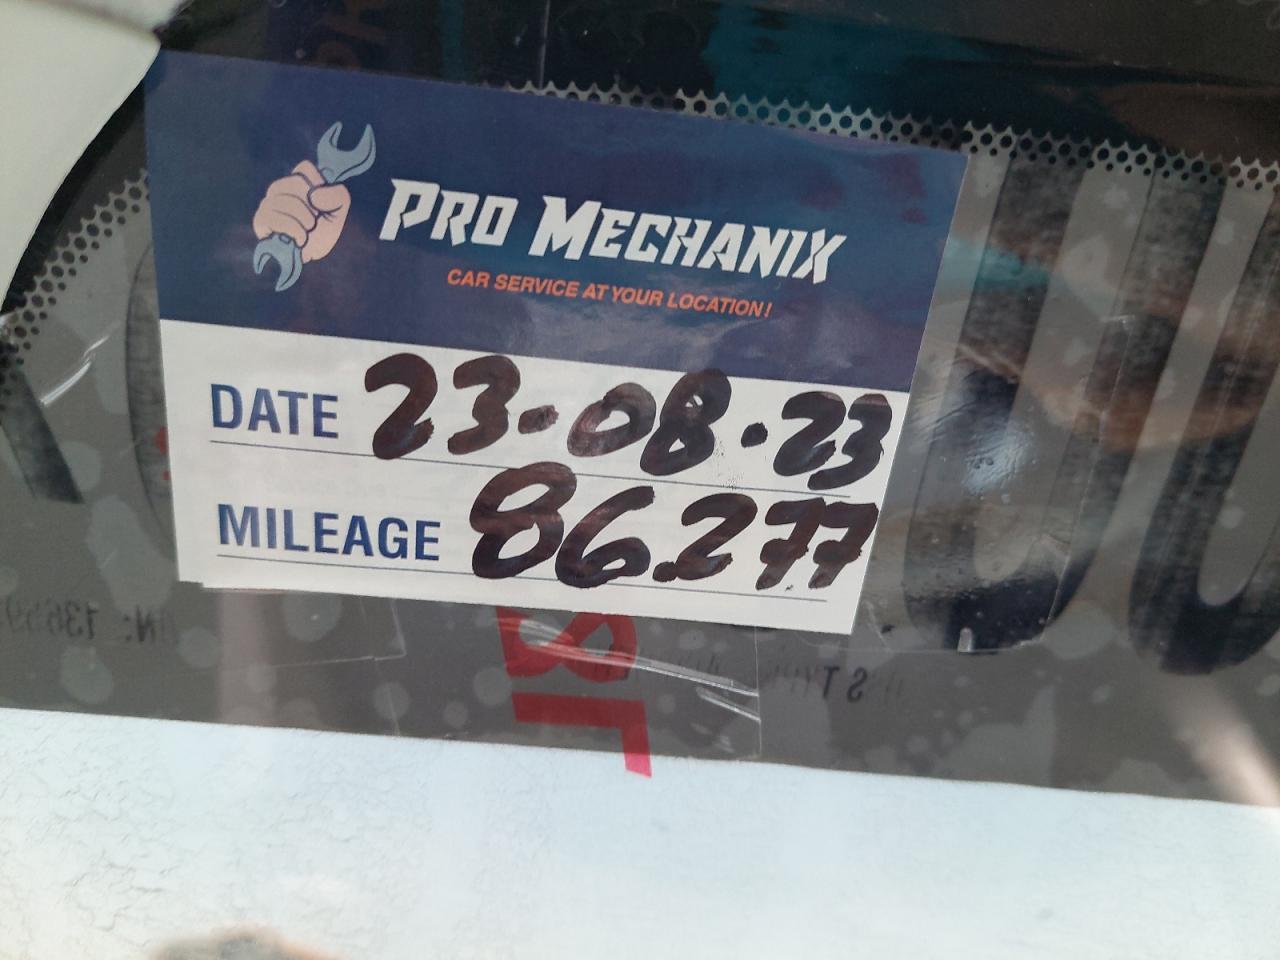 PRO MECHANIX
CAR SERVICE AT YOUR LOCATION!
DATE 23-08-23
MILEAGE 86277